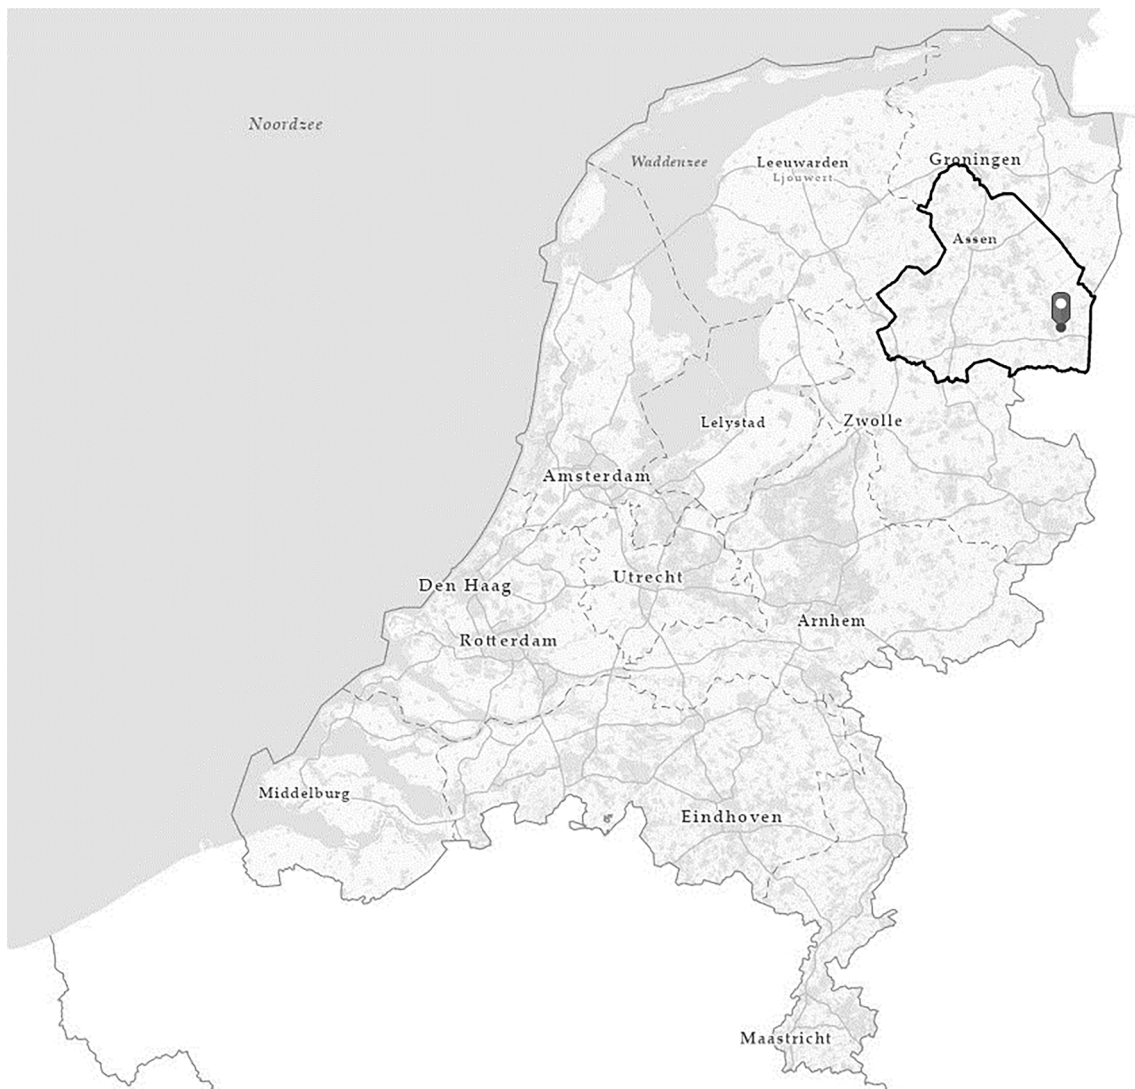 Noordzee
Waddenzee
Leeuwarden
Ljouwert
Groningen
Assen
Lelystad
Zwolle
Amsterdam
Den Haag
Utrecht
Arnhem
Rotterdam
Middelburg
Eindhoven
Maastricht